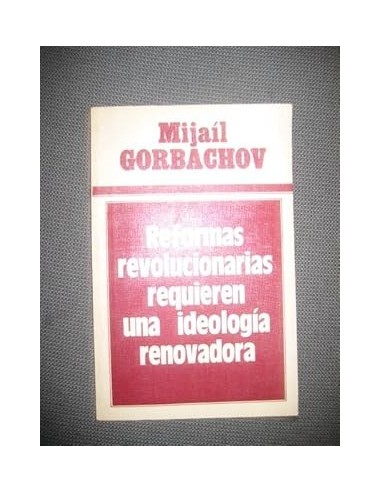 Mijaíl
GORBACHOV
Reformas
revolucionarias
requieren
una ideología
renovadora